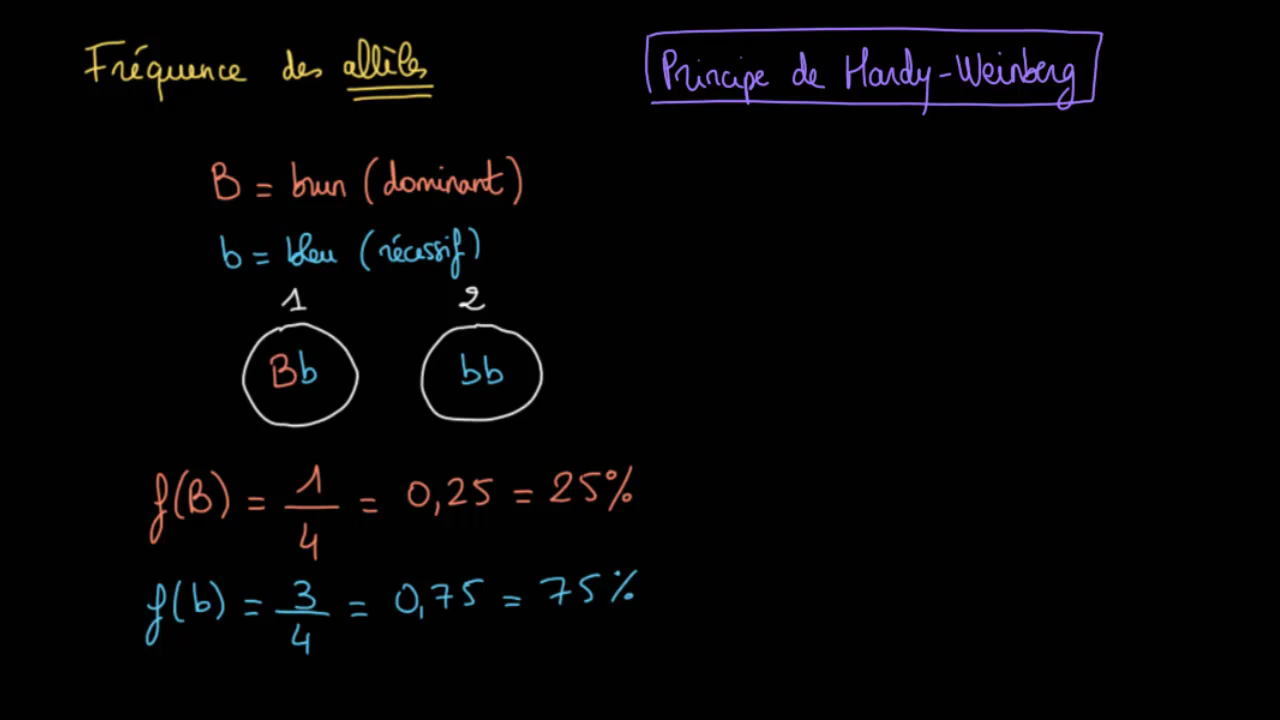 Fréquence des allèles
Principe de Hardy-Weinberg
B = brun (dominant)
b = bleu (récessif)
1 2
Bb bb
f(B) = 1/4 = 0,25 = 25%
f(b) = 3/4 = 0,75 = 75%